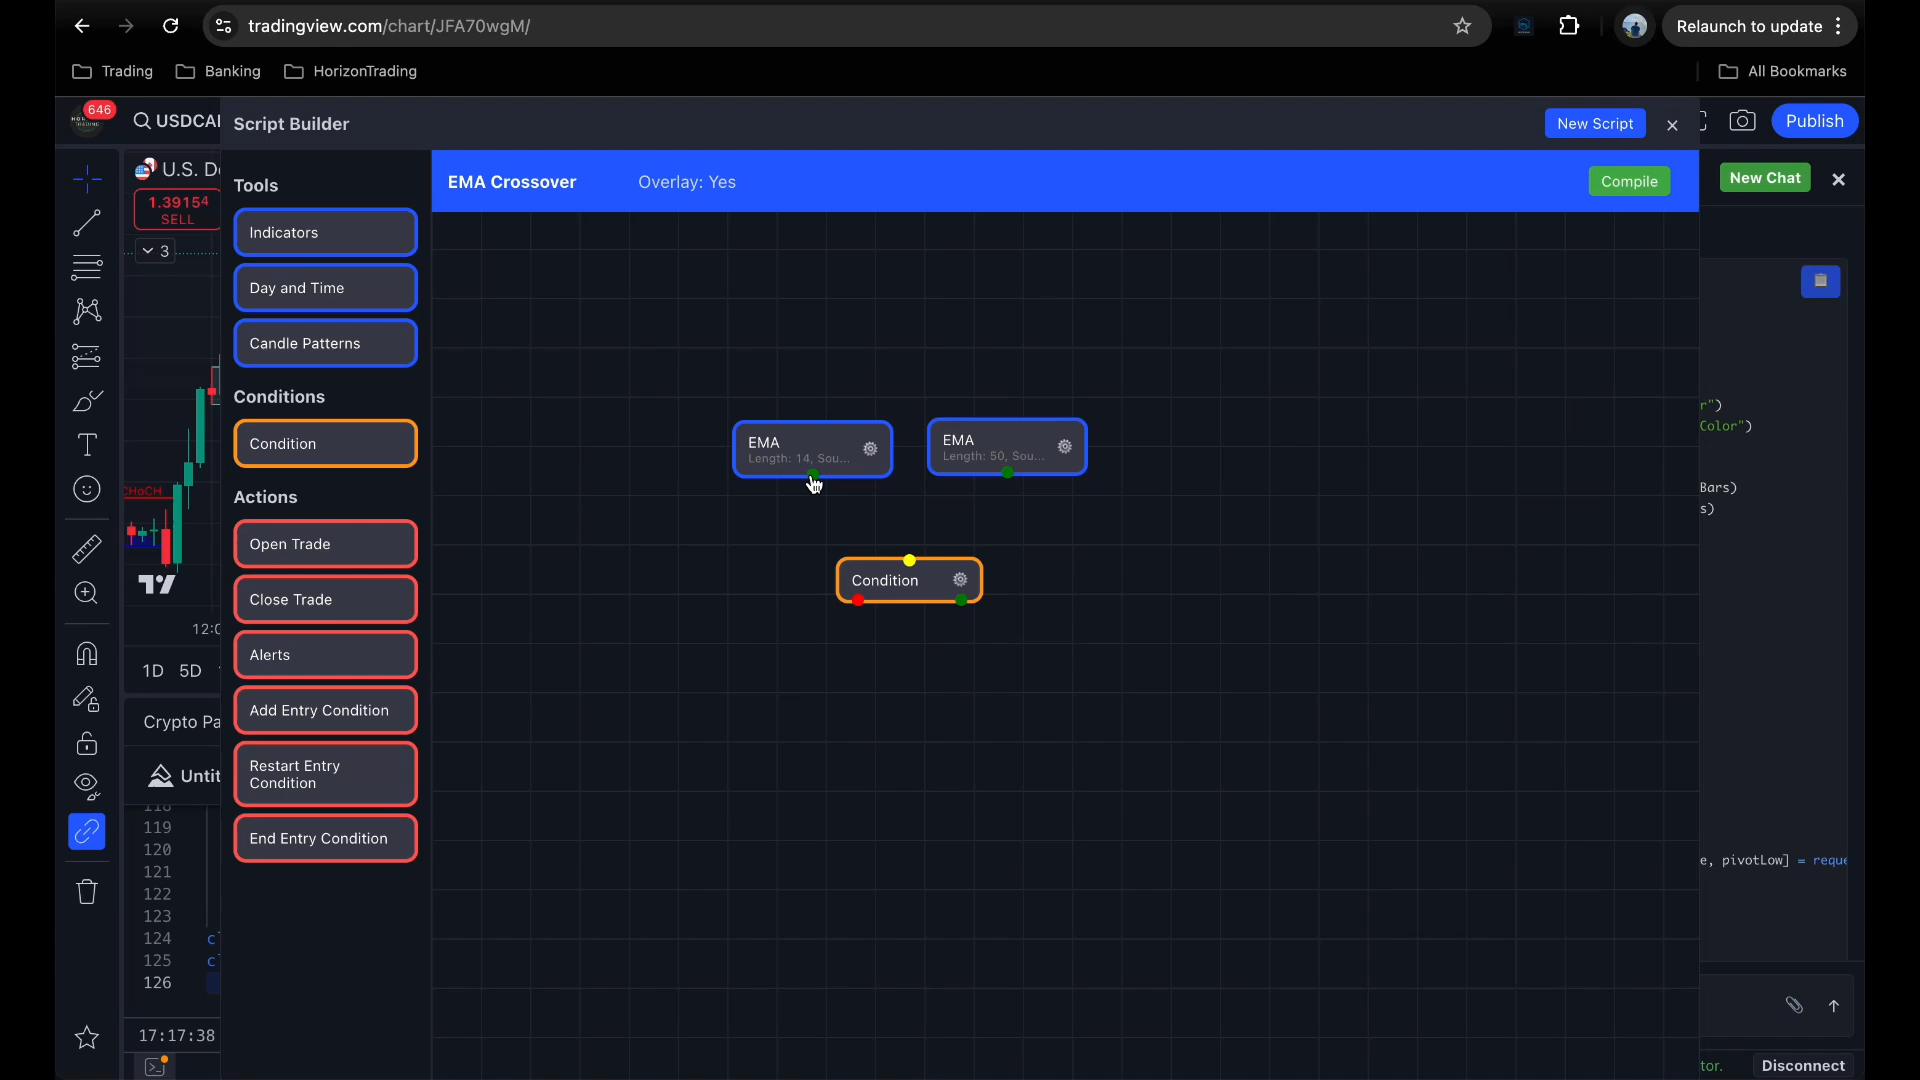 tradingview.com/chart/JFA70wgM/
Relaunch to update
Trading
Banking
HorizonTrading
All Bookmarks
646
USDCA
Script Builder
New Script
Publish
U.S. D
1.39154
SELL
3
Tools
Indicators
Day and Time
Candle Patterns
Conditions
Condition
Actions
Open Trade
Close Trade
Alerts
Add Entry Condition
Restart Entry
Condition
End Entry Condition
EMA Crossover
Overlay: Yes
Compile
EMA
Length: 14, Sou...
EMA
Length: 50, Sou...
Condition
New Chat
r")
Color")
Bars)
s)
e, pivotLow] = reque
CHoCH
12:0
1D 5D
Crypto Pa
Untit
118
119
120
121
122
123
124
125
126
17:17:38
tor.
Disconnect